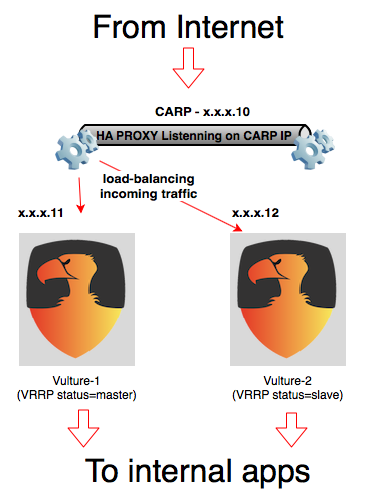 From Internet
CARP - x.x.x.10
HA PROXY Listenning on CARP IP
load-balancing
incoming traffic
x.x.x.11
x.x.x.12
Vulture-1
(VRRP status=master)
Vulture-2
(VRRP status=slave)
To internal apps